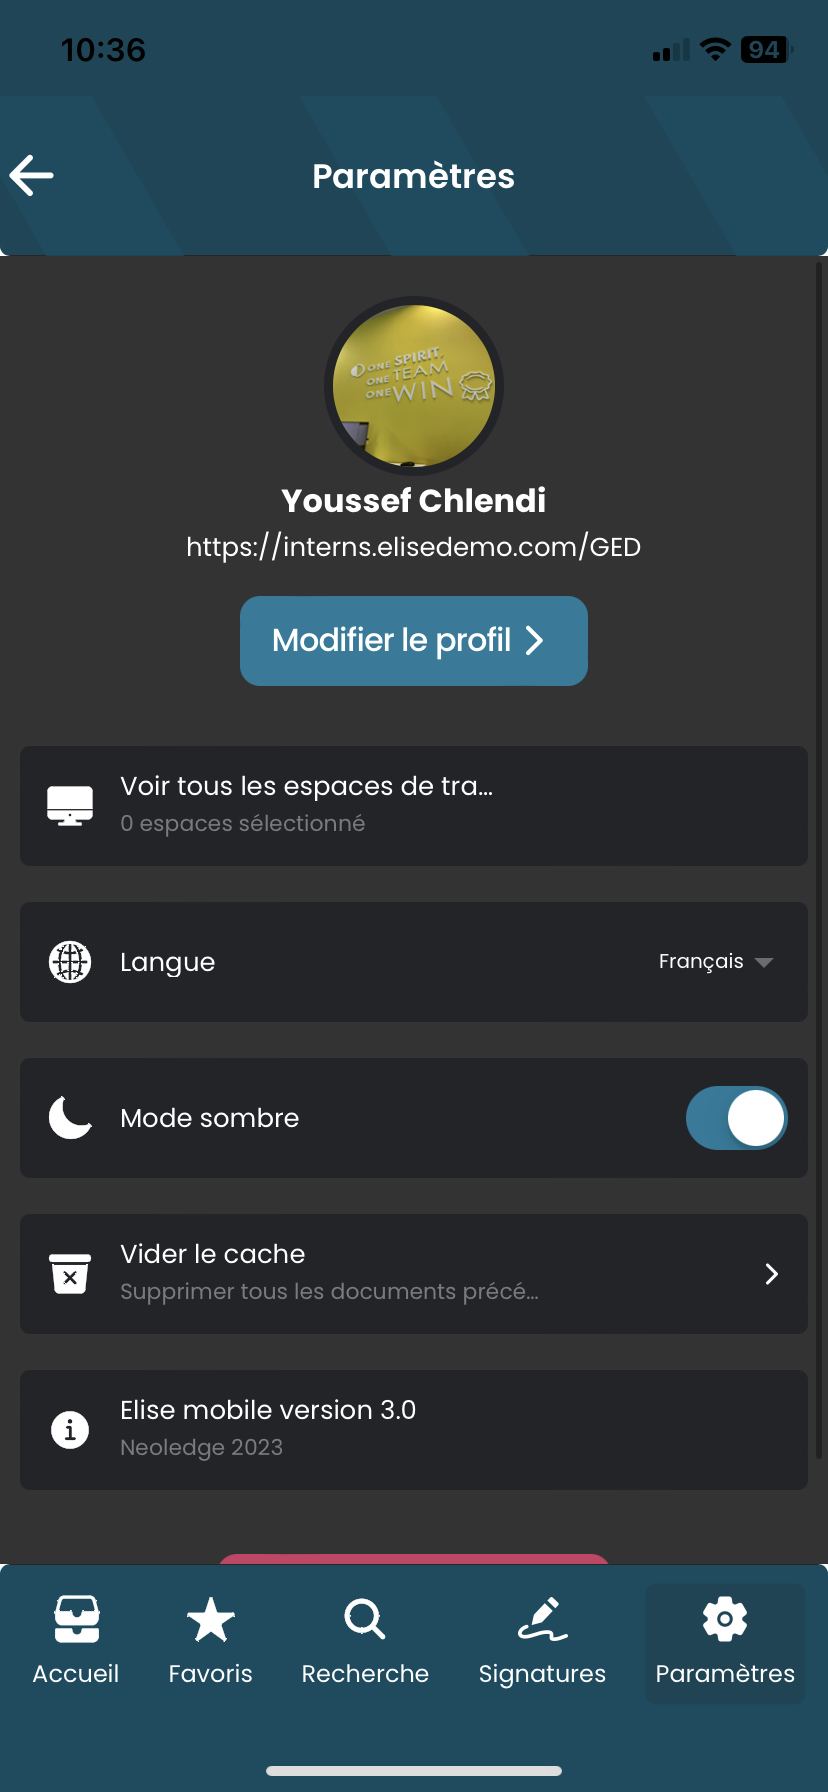 10:36
94
Paramètres
ONE SPIRIT,
ONE TEAM
ONE WIN
Youssef Chlendi
https://interns.elisedemo.com/GED
Modifier le profil
Voir tous les espaces de tra...
0 espaces sélectionné
Langue
Français
Mode sombre
Vider le cache
Supprimer tous les documents précé...
Elise mobile version 3.0
Neoledge 2023
Accueil
Favoris
Recherche
Signatures
Paramètres